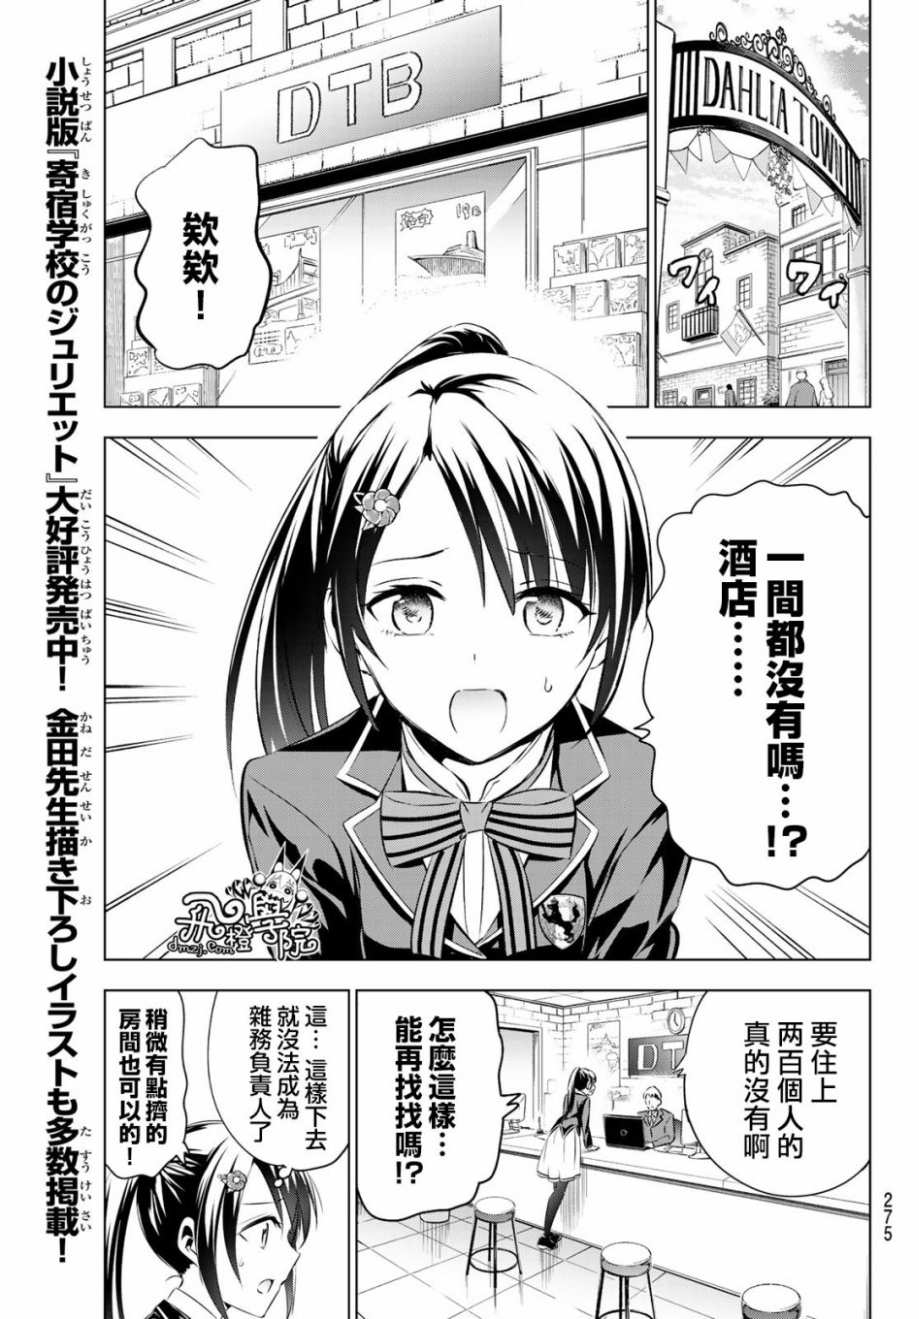 DAHLIA TOWN
ワイ
ワイ
DTB
欸欸！
一間都沒有嗎…!?
酒店……
要住上
两百個人的
真的沒有啊
DTB
怎麼這樣…
能再找找嗎!?
這…這樣下去
就沒法成為
雜務負責人了
稍微有點擠的
房間也可以的！
dmzj.com
小説版『寄宿学校のジュリエット』大好評発売中！ 金田先生描き下ろしイラストも多数掲載！
275